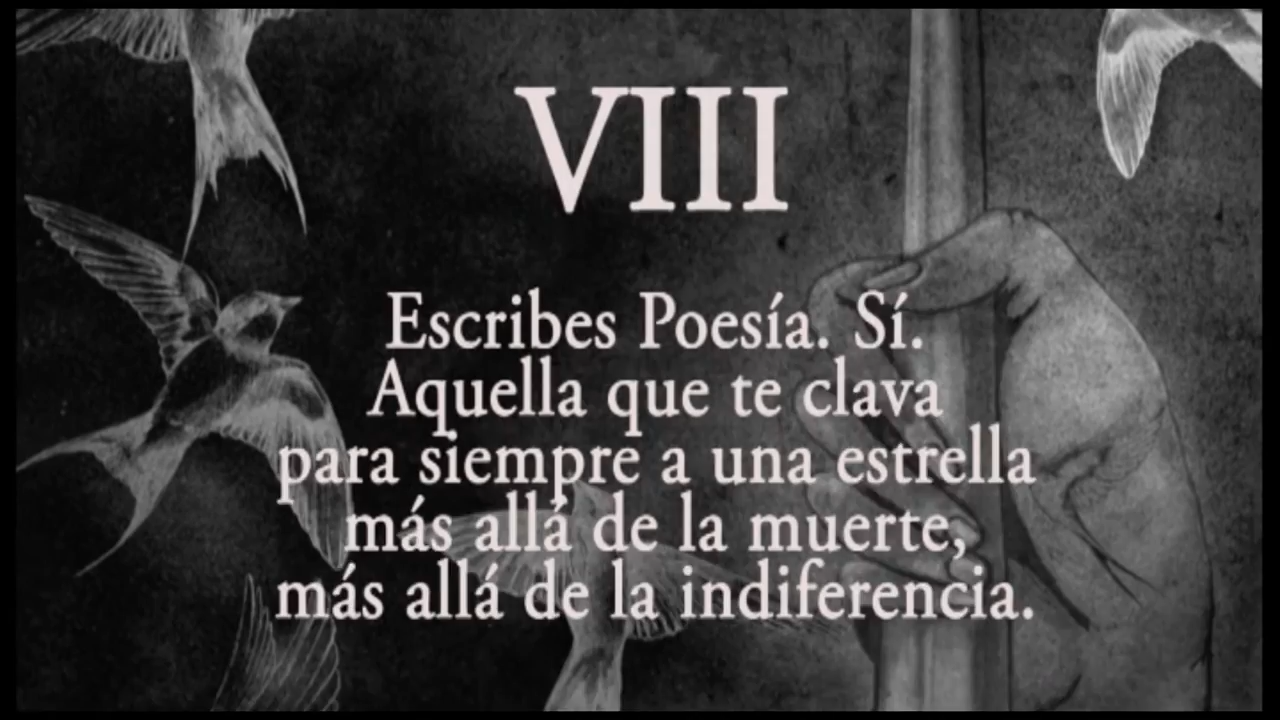 VIII
Escribes Poesía. Sí.
Aquella que te clava
para siempre a una estrella
más allá de la muerte,
más allá de la indiferencia.